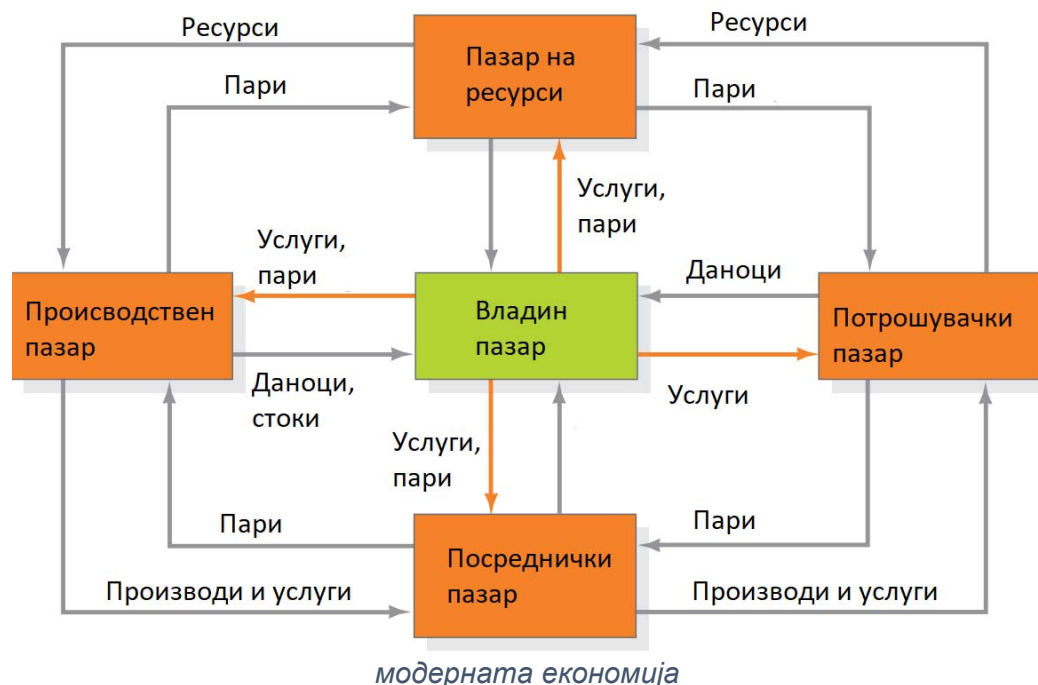 Ресурси
Ресурси
Пазар на
ресурси
Пари
Пари
Услуги,
пари
Услуги,
пари
Даноци
Происводствен
пазар
Владин
пазар
Потрошувачки
пазар
Даноци,
стоки
Услуги
Услуги,
пари
Пари
Пари
Посреднички
пазар
Производи и услуги
Производи и услуги
модерната економија